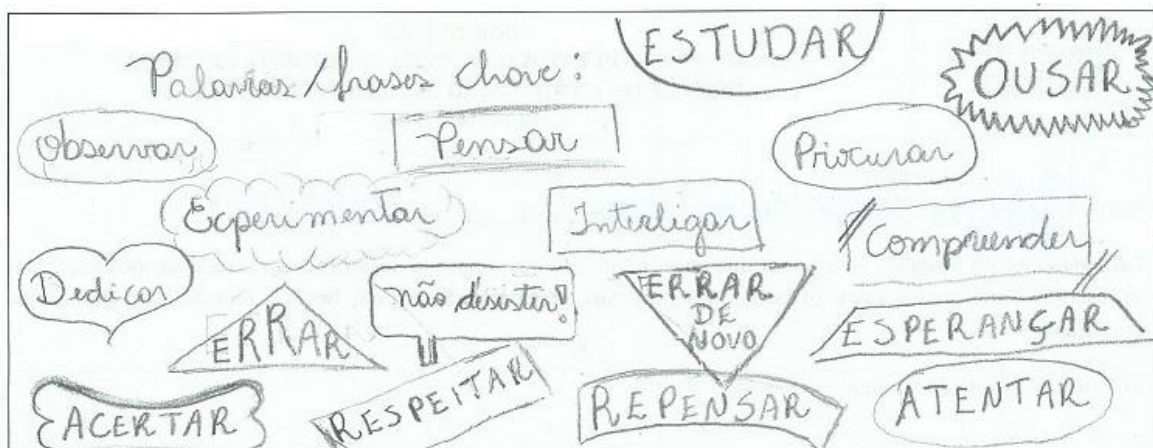 ESTUDAR
OUSAR
Palavras/frases chave:
Observar
Pensar
Procurar
Experimentar
Interligar
Compreender
Dedicar
ERRAR
não desistir!
ERRAR
DE
NOVO
ESPERANÇAR
ACERTAR
RESPEITAR
REPENSAR
ATENTAR